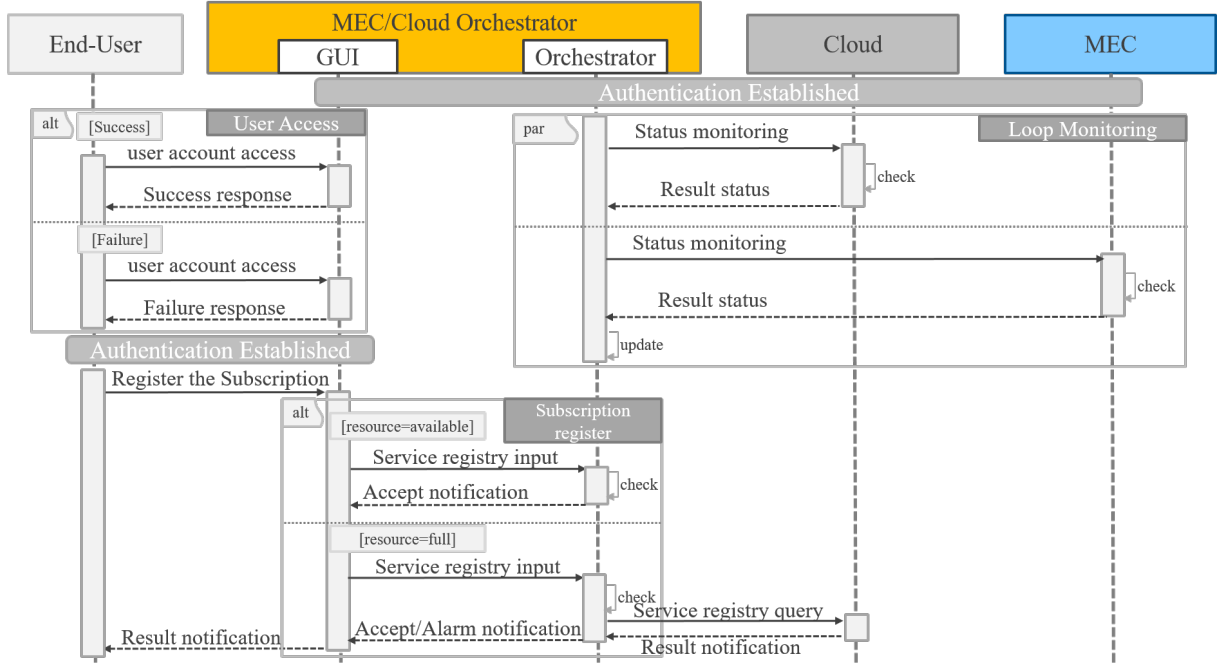 End-User
MEC/Cloud Orchestrator
GUI
Orchestrator
Cloud
MEC
Authentication Established
alt
[Success]
User Access
user account access
Success response
[Failure]
user account access
Failure response
par
Loop Monitoring
Status monitoring
check
Result status
Status monitoring
check
Result status
update
Authentication Established
Register the Subscription
alt
Subscription
register
[resource=available]
Service registry input
check
Accept notification
[resource=full]
Service registry input
check
Service registry query
Accept/Alarm notification
Result notification
Result notification